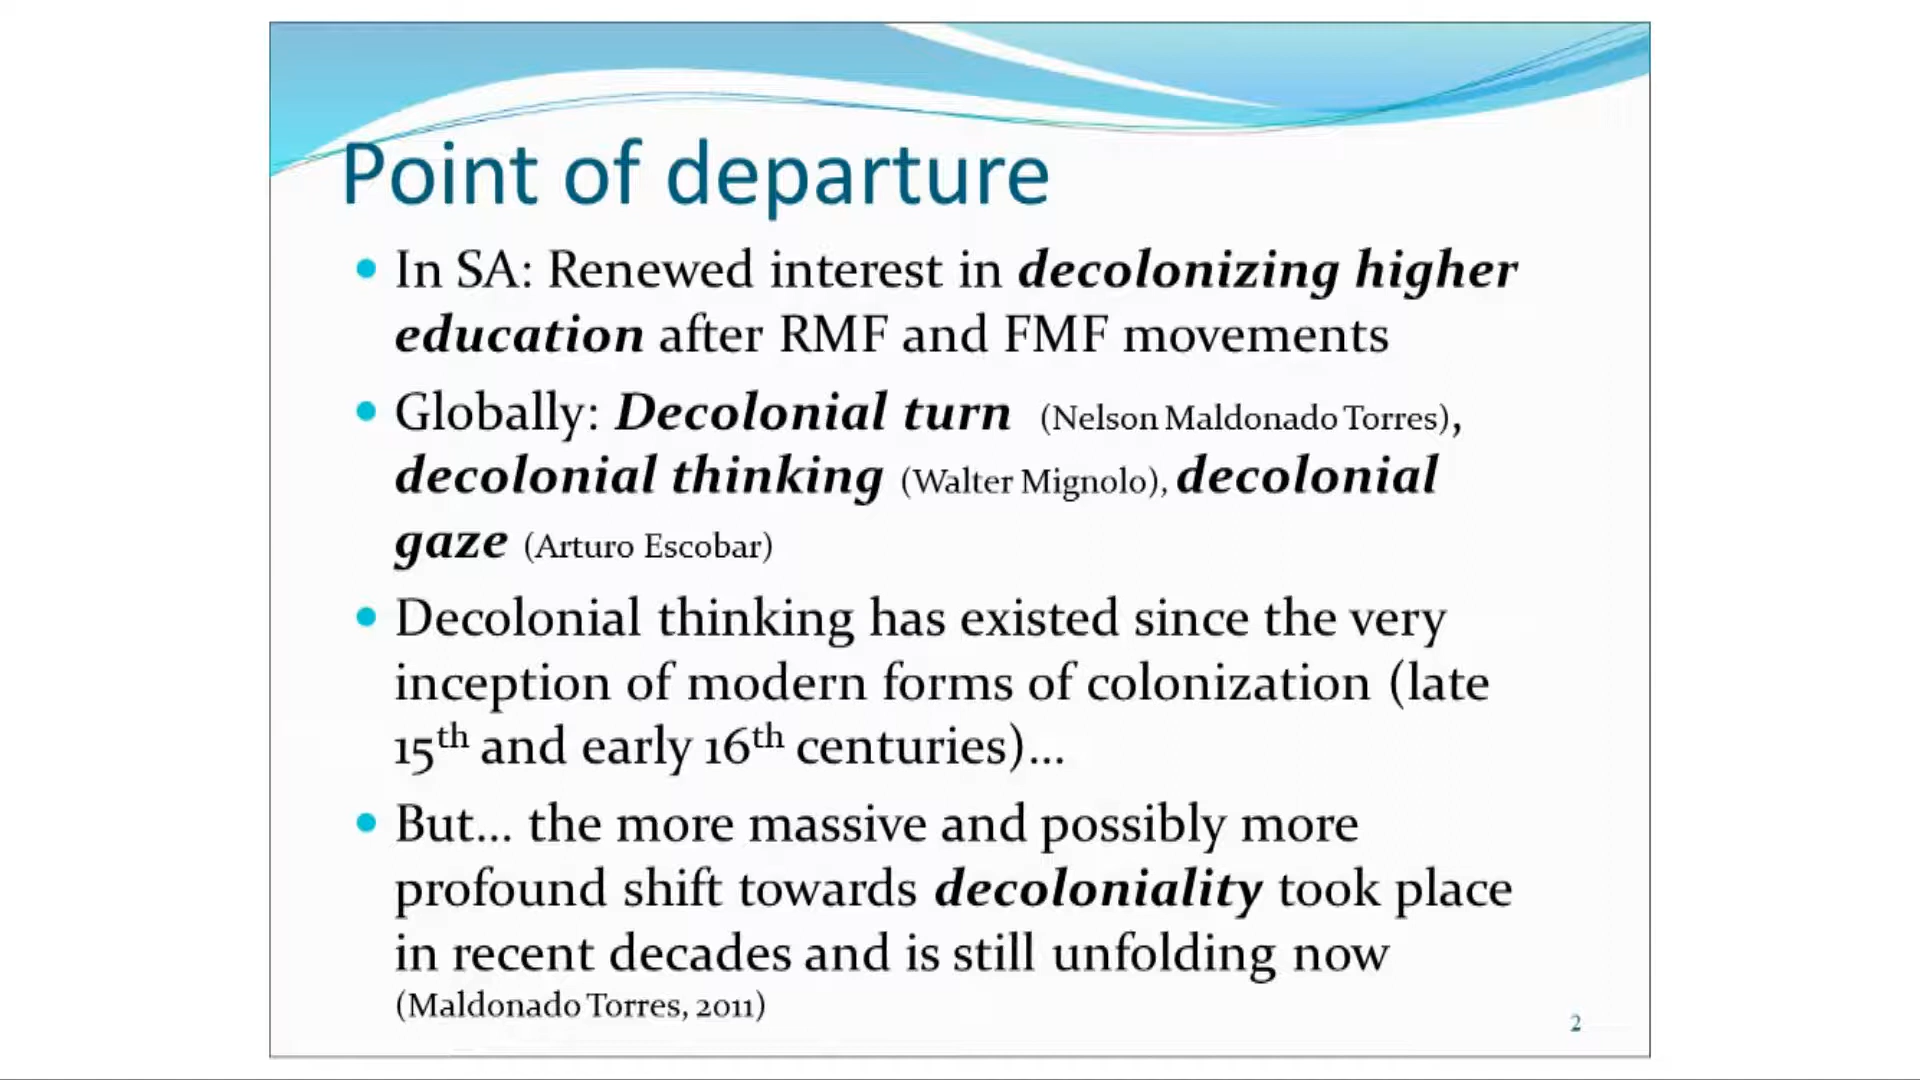 Point of departure
• In SA: Renewed interest in decolonizing higher
education after RMF and FMF movements
• Globally: Decolonial turn (Nelson Maldonado Torres),
decolonial thinking (Walter Mignolo), decolonial
gaze (Arturo Escobar)
• Decolonial thinking has existed since the very
inception of modern forms of colonization (late
15th and early 16th centuries)...
• But... the more massive and possibly more
profound shift towards decoloniality took place
in recent decades and is still unfolding now
(Maldonado Torres, 2011)
2